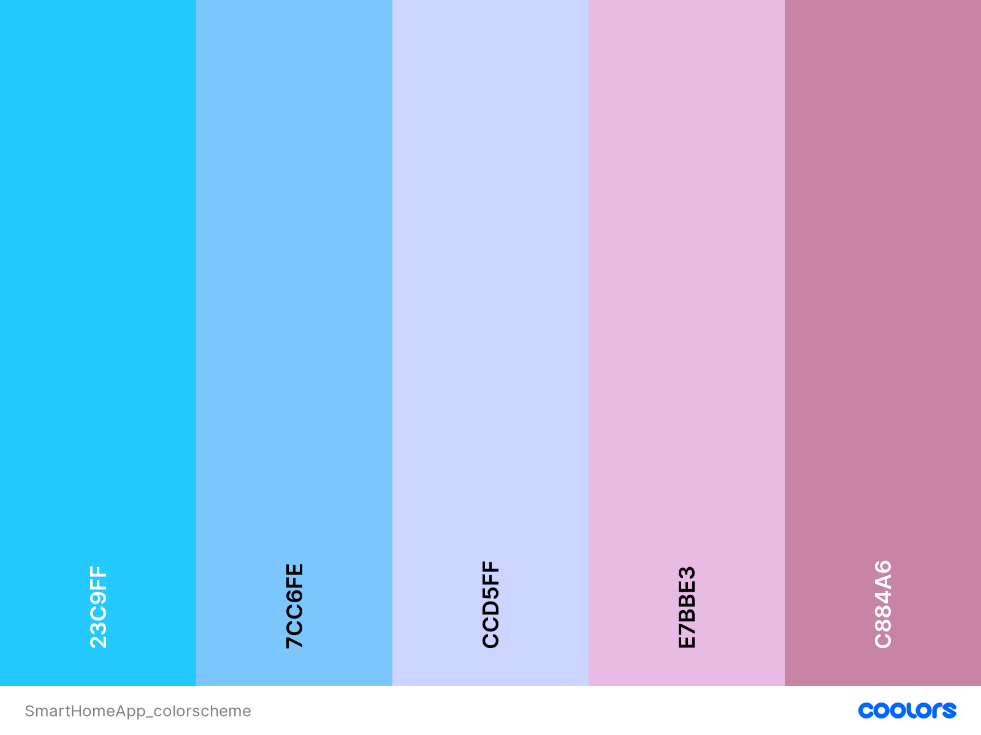 23C9FF
7CC6FE
CCD5FF
E7BBE3
C884A6
SmartHomeApp_colorscheme
coolors